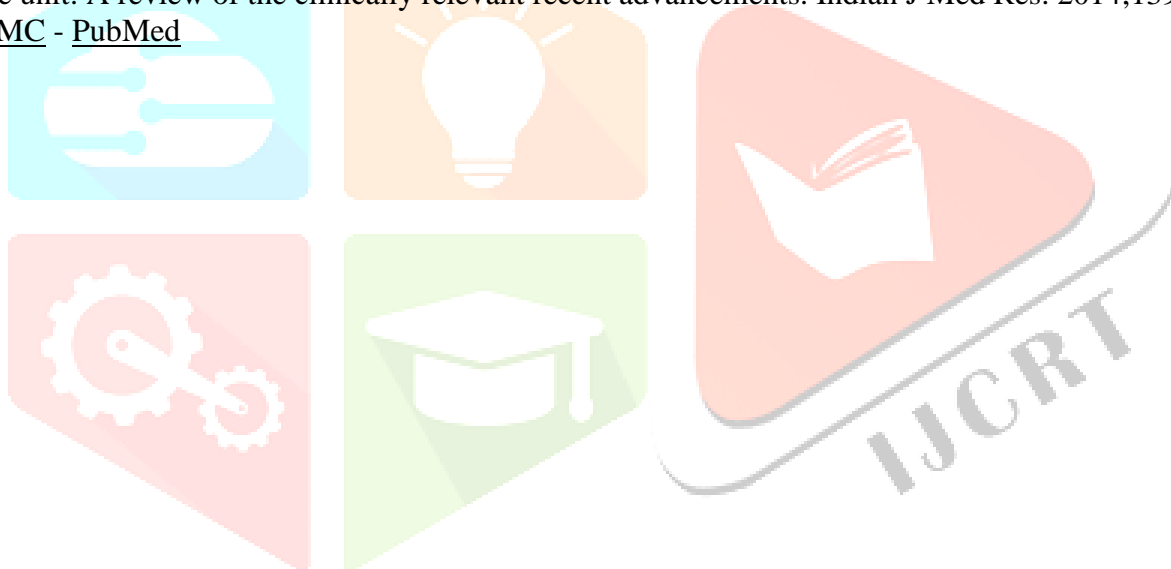 unit. A review of the clinically relevant recent advancements. Indian J Med Res. 2014;139
MC - PubMed
IJCRT